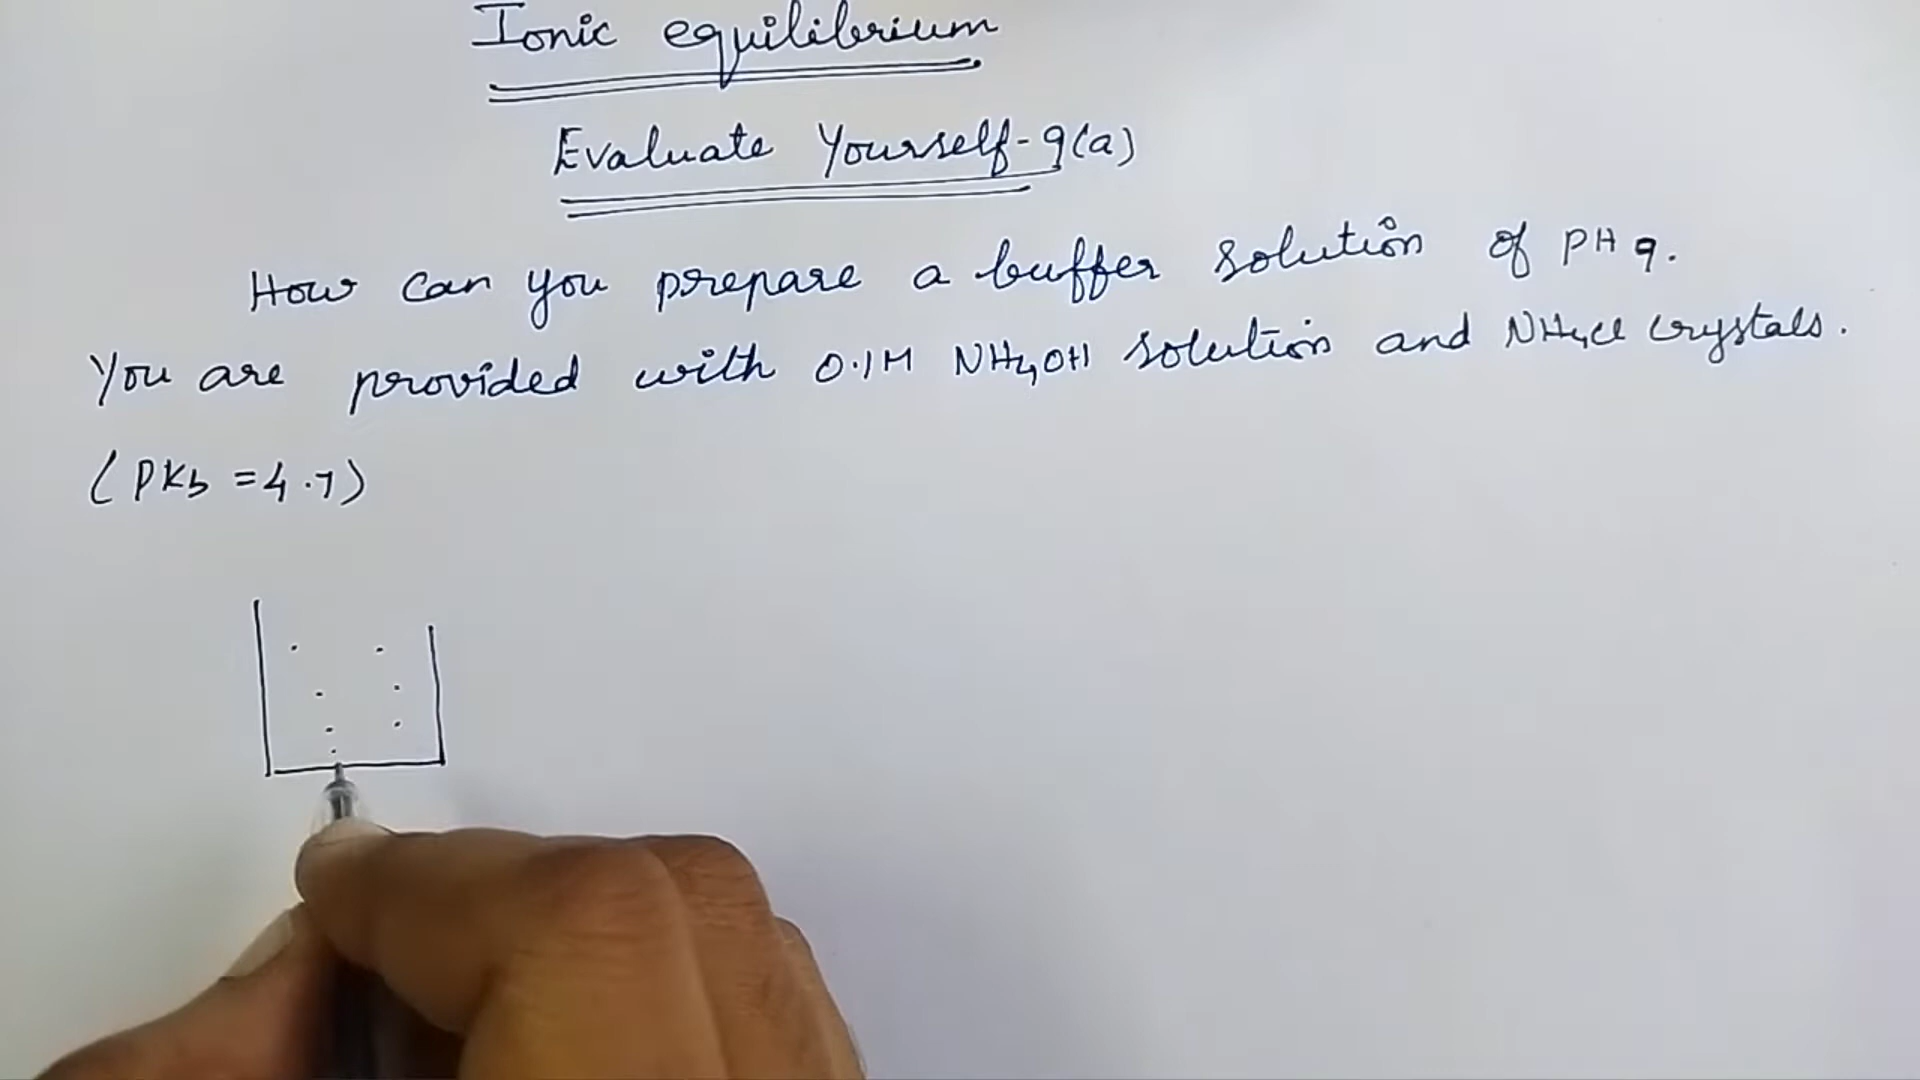 Ionic equilibrium
Evaluate Yourself-9(a)
How can you prepare a buffer solution of PH 9.
You are provided with 0.1M NH4OH solution and NH4Cl Crystals.
(PKb = 4.7)